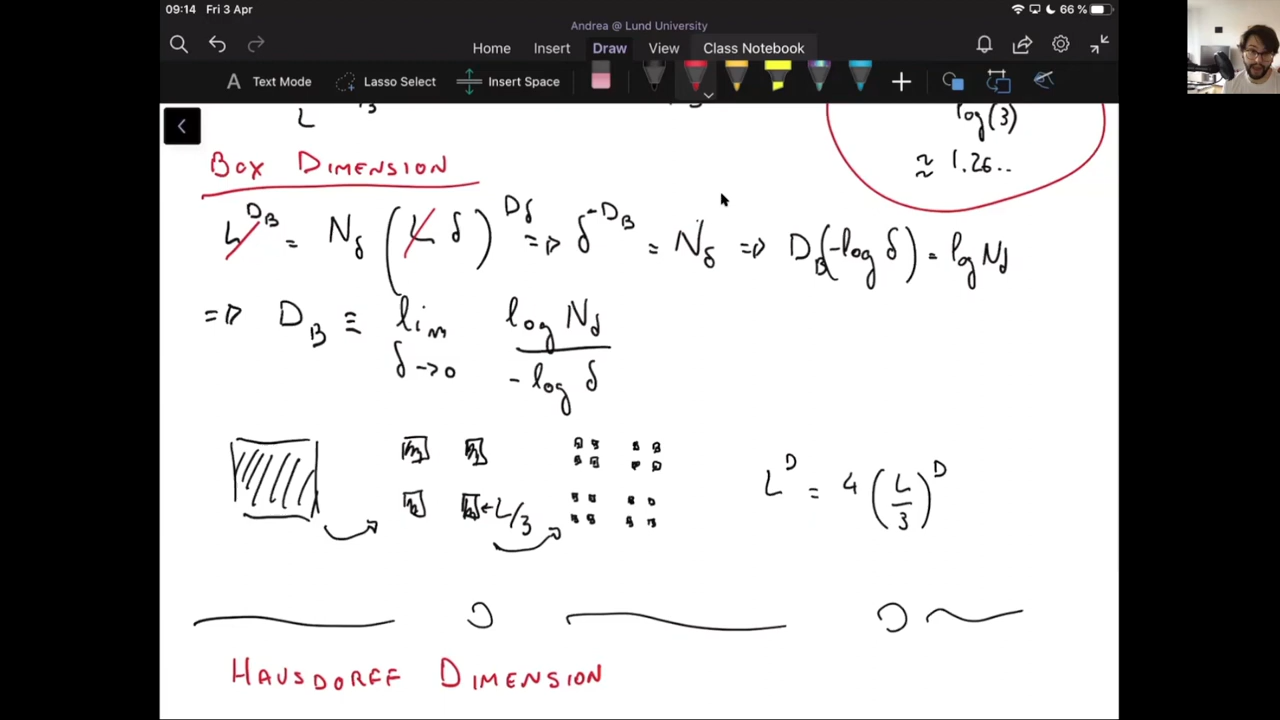 09:14 Fri 3 Apr
66 %
Andrea @ Lund University
Home Insert Draw View Class Notebook
A Text Mode Lasso Select Insert Space
L
log(3)
≈ 1.26..
BOX DIMENSION
L^{D_B} = N_δ (L δ)^{Dδ} => δ^{-D_B} = N_δ => D_B(-log δ) = log N_δ
=> D_B ≡ lim_{δ->0} log N_δ / - log δ
←L/3
L^D = 4 (L/3)^D
HAUSDORFF DIMENSION